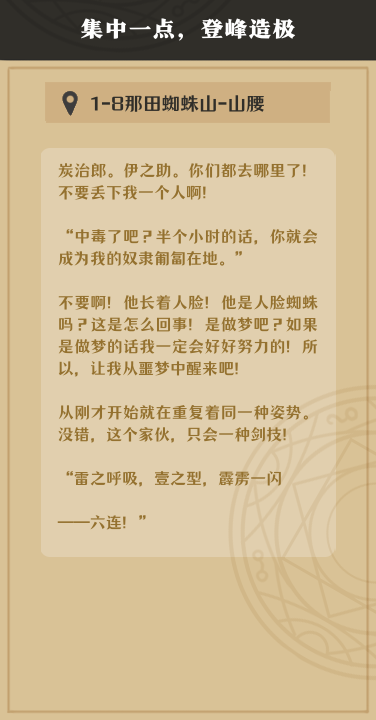 集中一点，登峰造极
1-8那田蜘蛛山-山腰
炭治郎。伊之助。你们都去哪里了！
不要丢下我一个人啊！
“中毒了吧？半个小时的话，你就会
成为我的奴隶匍匐在地。”
不要啊！他长着人脸！他是人脸蜘蛛
吗？这是怎么回事！是做梦吧？如果
是做梦的话我一定会好好努力的！所
以，让我从噩梦中醒来吧！
从刚才开始就在重复着同一种姿势。
没错，这个家伙，只会一种剑技！
“雷之呼吸，壹之型，霹雳一闪
——六连！”